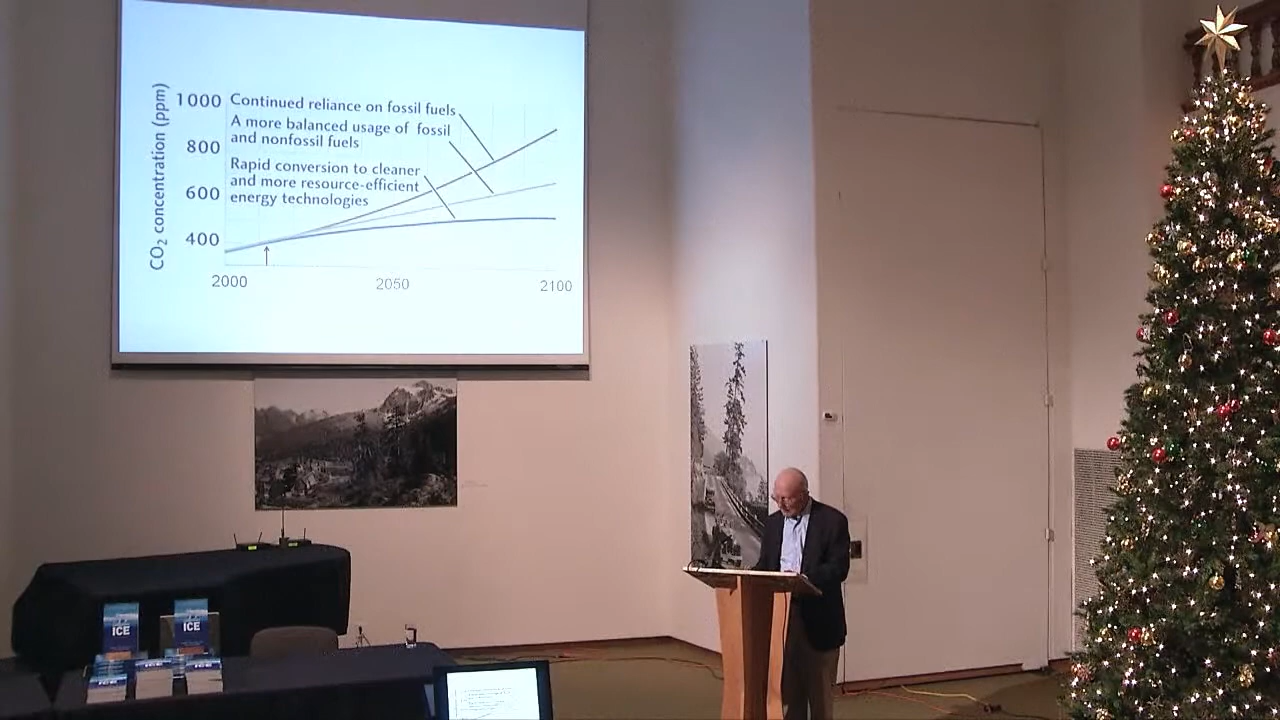 1000
800
600
400
CO₂ concentration (ppm)
Continued reliance on fossil fuels
A more balanced usage of fossil
and nonfossil fuels
Rapid conversion to cleaner
and more resource-efficient
energy technologies
2000
2050
2100
ICE
ICE